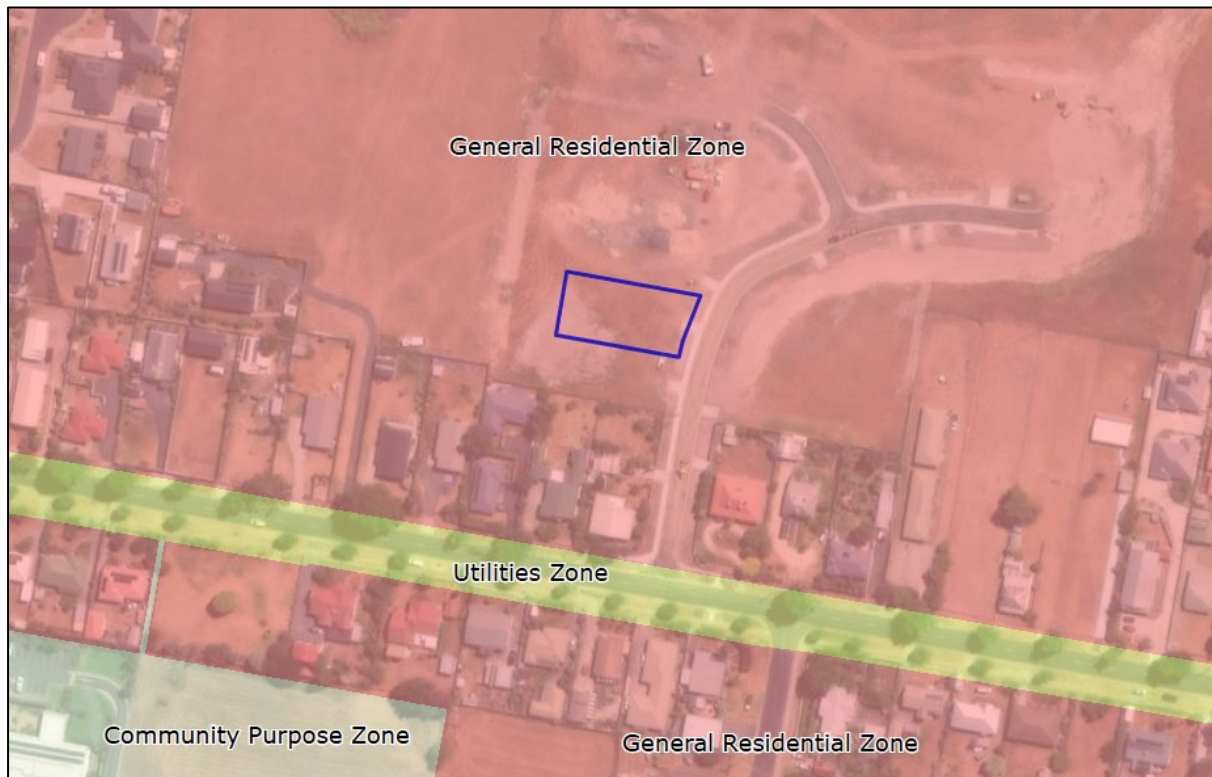 General Residential Zone
Utilities Zone
Community Purpose Zone
General Residential Zone